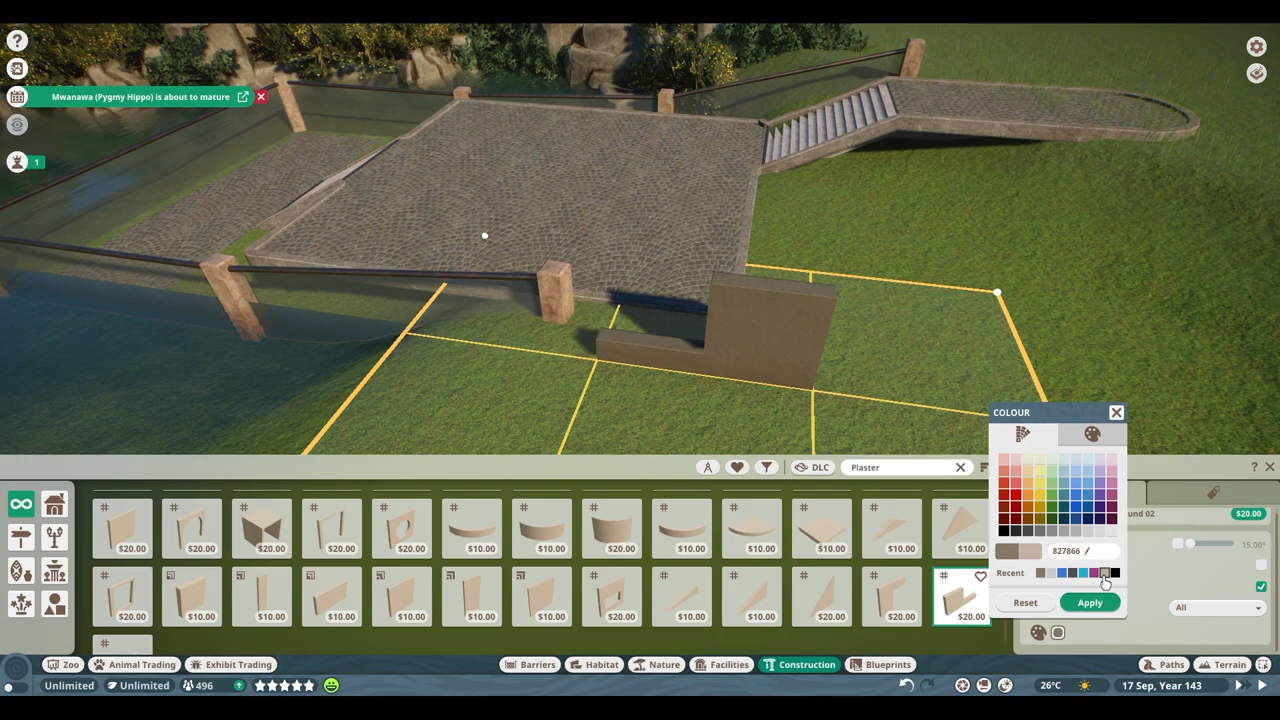 ?
Mwanawa (Pygmy Hippo) is about to mature
1
COLOUR
DLC
Plaster
?
827866 /
Recent
Reset
Apply
und 02
$20.00
15.00°
All
$20.00
$20.00
$20.00
$20.00
$20.00
$10.00
$10.00
$20.00
$10.00
$10.00
$10.00
$10.00
$10.00
$20.00
$10.00
$10.00
$10.00
$10.00
$10.00
$10.00
$20.00
$10.00
$10.00
$10.00
$20.00
$20.00
Zoo
Animal Trading
Exhibit Trading
Barriers
Habitat
Nature
Facilities
Construction
Blueprints
Paths
Terrain
Unlimited
Unlimited
496
26°C
17 Sep, Year 143